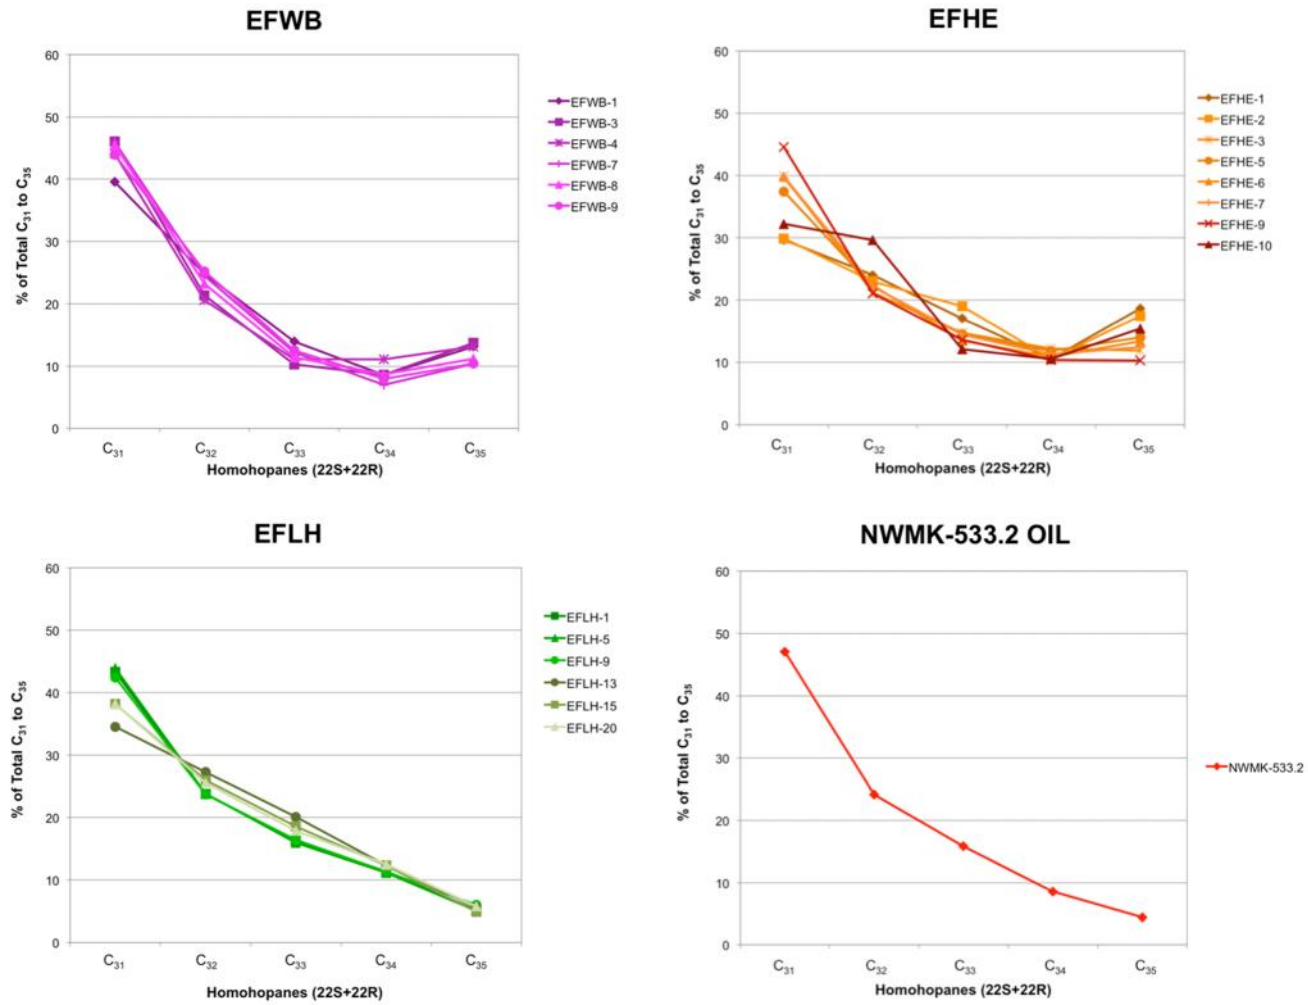 EFWB
% of Total C₃₁ to C₃₅
60
50
40
30
20
10
0
C₃₁ C₃₂ C₃₃ C₃₄ C₃₅
Homohopanes (22S+22R)
EFWB-1
EFWB-3
EFWB-4
EFWB-7
EFWB-8
EFWB-9
EFHE
% of Total C₃₁ to C₃₅
60
50
40
30
20
10
0
C₃₁ C₃₂ C₃₃ C₃₄ C₃₅
Homohopanes (22S+22R)
EFHE-1
EFHE-2
EFHE-3
EFHE-5
EFHE-6
EFHE-7
EFHE-9
EFHE-10
EFLH
% of Total C₃₁ to C₃₅
60
50
40
30
20
10
0
C₃₁ C₃₂ C₃₃ C₃₄ C₃₅
Homohopanes (22S+22R)
EFLH-1
EFLH-5
EFLH-9
EFLH-13
EFLH-15
EFLH-20
NWMK-533.2 OIL
% of Total C₃₁ to C₃₅
60
50
40
30
20
10
0
C₃₁ C₃₂ C₃₃ C₃₄ C₃₅
Homohopanes (22S+22R)
NWMK-533.2